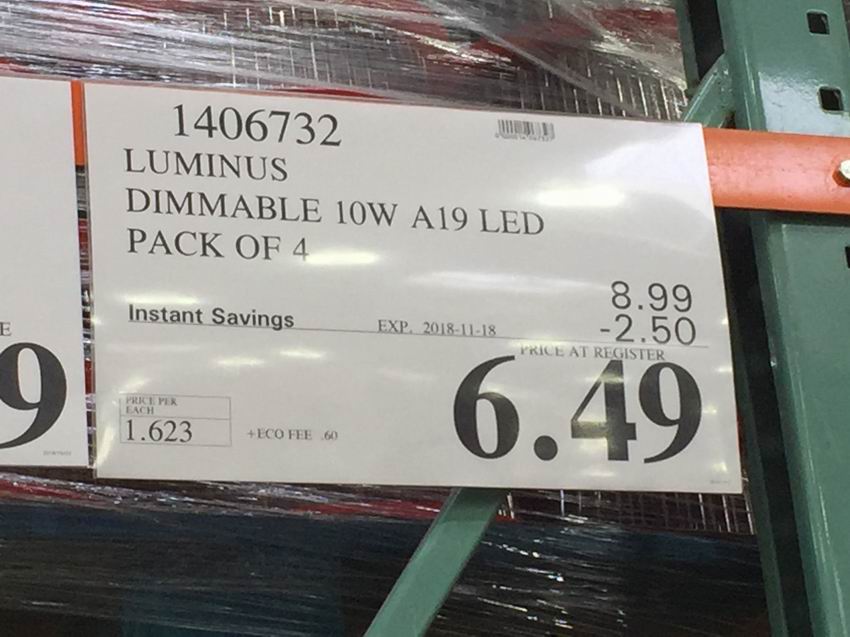 1406732
LUMINUS
DIMMABLE 10W A19 LED
PACK OF 4
8.99
Instant Savings EXP. 2018-11-18 -2.50
PRICE AT REGISTER
6.49
PRICE PER
EACH
1.623
+ECO FEE .60
E
9